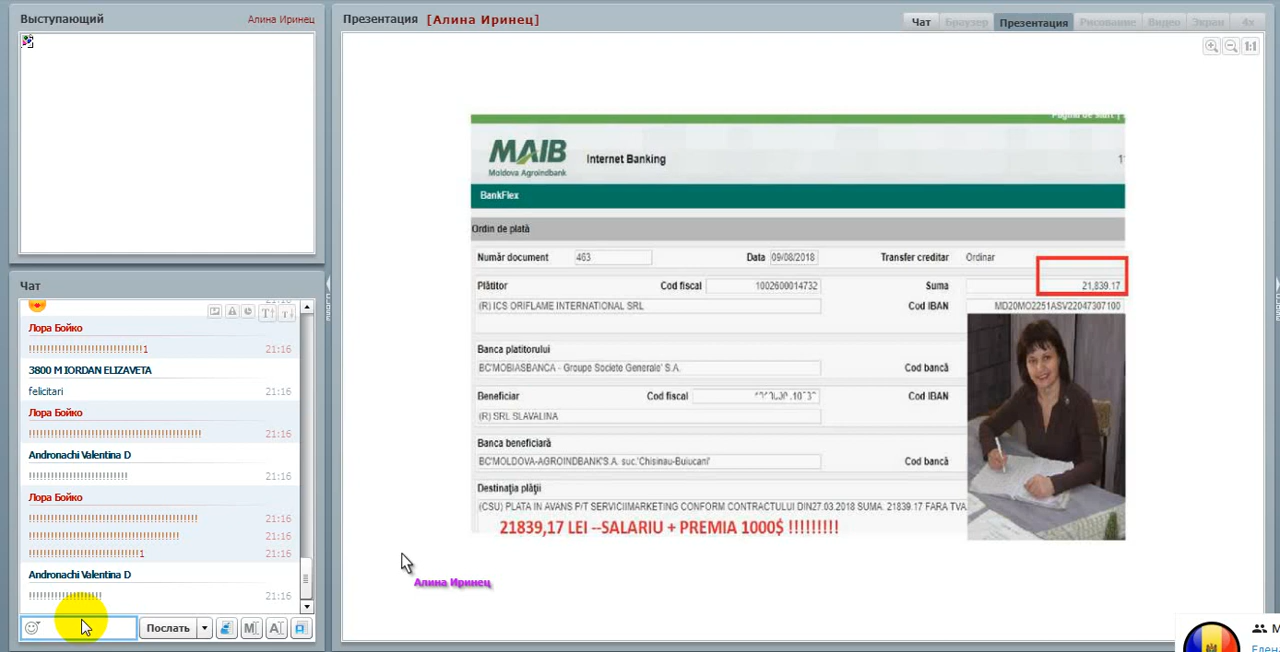 Выступающий
Алина Иринец
Чат
Лора Бойко
!!!!!!!!!!!!!!!!!!!!!!!!!!!!!!1 21:16
3800 M IORDAN ELIZAVETA
felicitari 21:16
Лора Бойко
!!!!!!!!!!!!!!!!!!!!!!!!!!!!!!!!!!!!!!!!!!!!! 21:16
Andronachi Valentina D
!!!!!!!!!!!!!!!!!!!!!!!!!! 21:16
Лора Бойко
!!!!!!!!!!!!!!!!!!!!!!!!!!!!!!!!!!!!!!!!!!!! 21:16
!!!!!!!!!!!!!!!!!!!!!!!!!!!!!!!!!!!!!!! 21:16
!!!!!!!!!!!!!!!!!!!!!!!!!!!!!1 21:16
Andronachi Valentina D
!!!!!!!!!!!!!!!!!!! 21:16
Послать
Презентация [Алина Иринец]
Чат Браузер Презентация Рисование Видео Экран 4x
1:1
MAIB Internet Banking
Moldova Agroindbank
BankFlex
Ordin de plată
Număr document 463 Data 09/08/2018 Transfer creditar Ordinar
Plătitor Cod fiscal 1002600014732 Suma 21,839.17
(R) ICS ORIFLAME INTERNATIONAL SRL Cod IBAN MD20MO2251ASV22047307100
Banca platitorului
BC'MOBIASBANCA - Groupe Societe Generale' S.A. Cod bancă
Beneficiar Cod fiscal Cod IBAN
(R) SRL SLAVALINA
Banca beneficiară
BC'MOLDOVA-AGROINDBANK'S.A. suc.'Chisinau-Buiucani' Cod bancă
Destinaţia plăţii
(CSU) PLATA IN AVANS P/T SERVICIIMARKETING CONFORM CONTRACTULUI DIN27.03.2018 SUMA. 21839.17 FARA TVA
21839,17 LEI --SALARIU + PREMIA 1000$ !!!!!!!!!
Алина Иринец